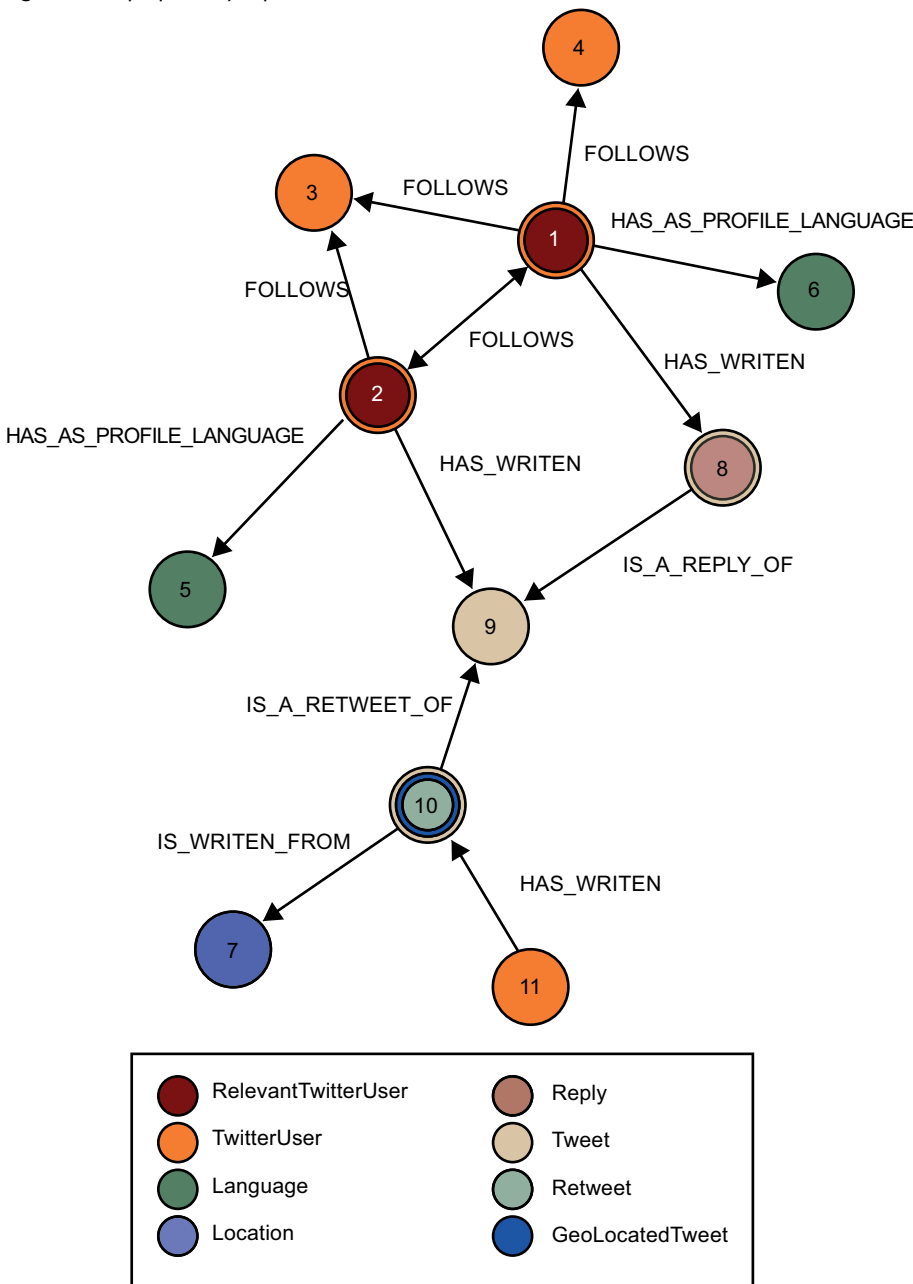 4
FOLLOWS
3
FOLLOWS
1
HAS_AS_PROFILE_LANGUAGE
6
FOLLOWS
FOLLOWS
2
HAS_WRITEN
HAS_AS_PROFILE_LANGUAGE
HAS_WRITEN
8
IS_A_REPLY_OF
5
9
IS_A_RETWEET_OF
10
IS_WRITEN_FROM
HAS_WRITEN
7
11
RelevantTwitterUser
TwitterUser
Language
Location
Reply
Tweet
Retweet
GeoLocatedTweet